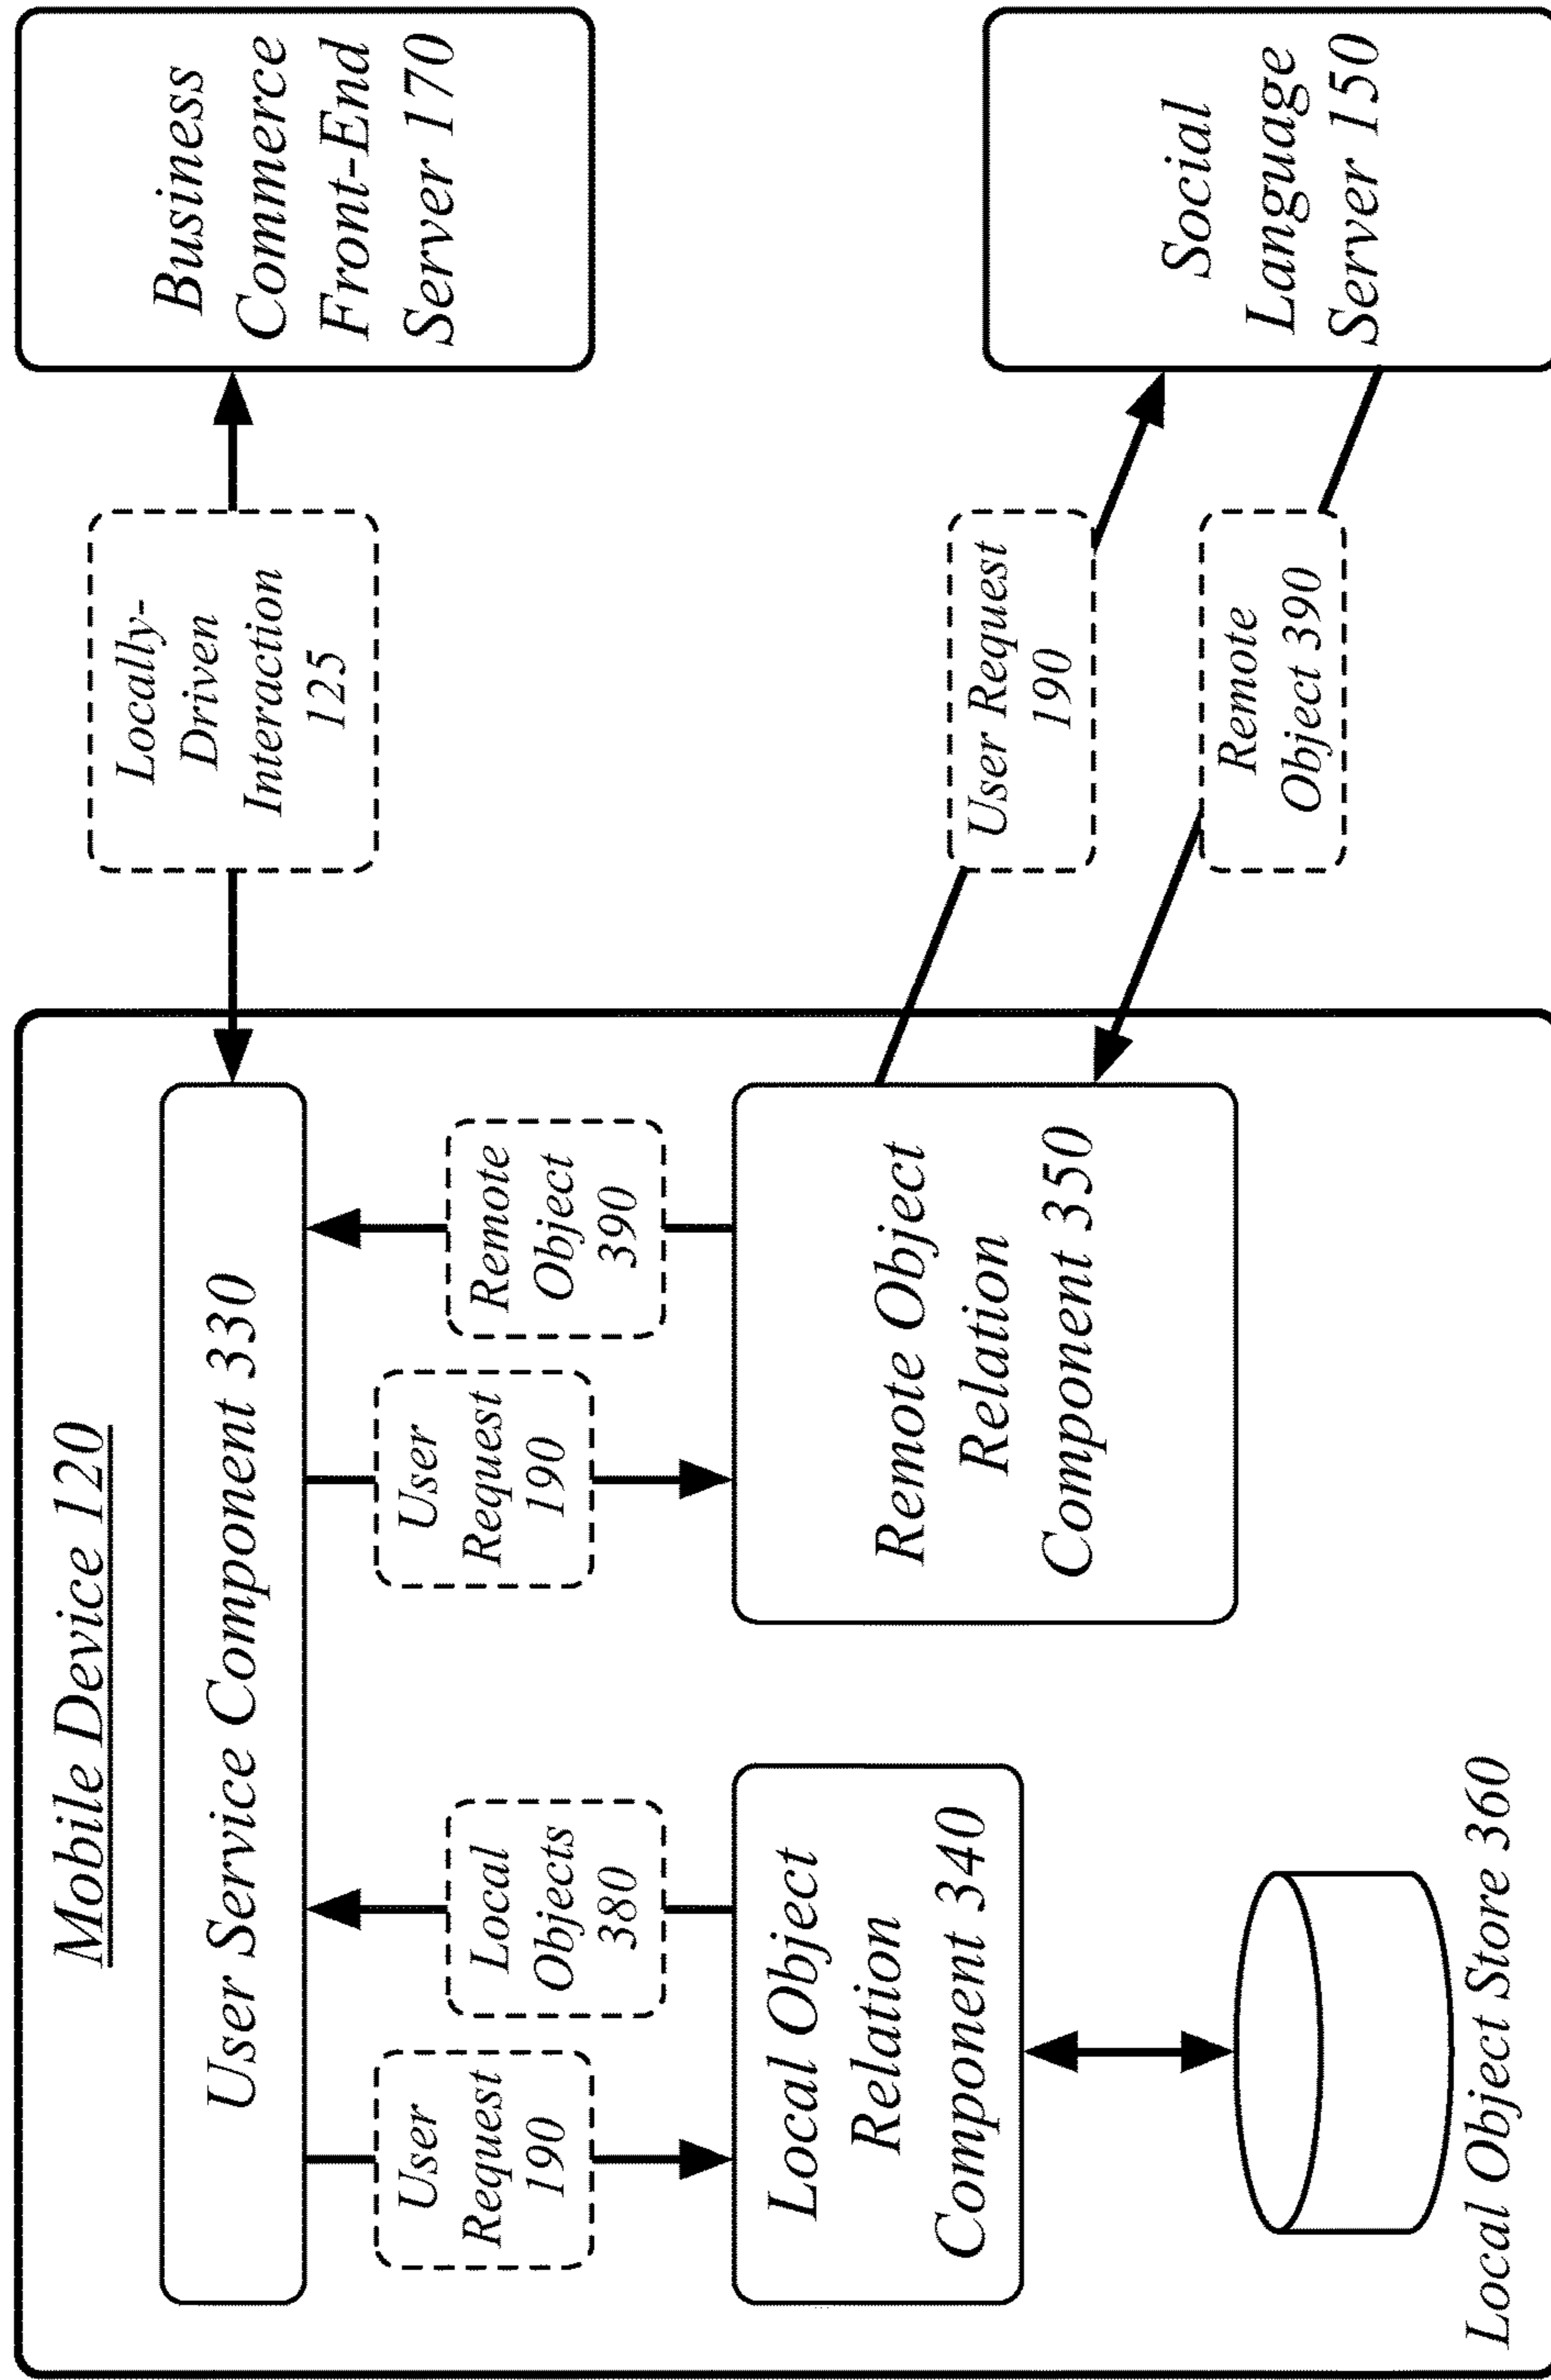 Mobile Device 120
User Service Component 330
User
Request
190
Local
Objects
380
User
Request
190
Remote
Object
390
Local Object
Relation
Component 340
Remote Object
Relation
Component 350
Local Object Store 360
Locally-
Driven
Interaction
125
Business
Commerce
Front-End
Server 170
User Request
190
Remote
Object 390
Social
Language
Server 150